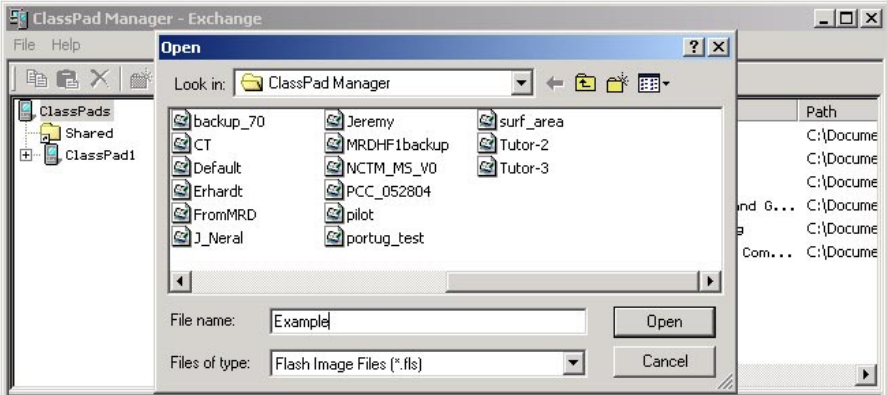 ClassPad Manager - Exchange
File Help
Open
Look in: ClassPad Manager
ClassPads
Shared
ClassPad1
backup_70
CT
Default
Erhardt
FromMRD
J_Neral
Jeremy
MRDHF1backup
NCTM_MS_V0
PCC_052804
pilot
portug_test
surf_area
Tutor-2
Tutor-3
Path
C:\Docume
C:\Docume
C:\Docume
and G... C:\Docume
C:\Docume
Com... C:\Docume
File name: Example
Open
Files of type: Flash Image Files (*.fls)
Cancel